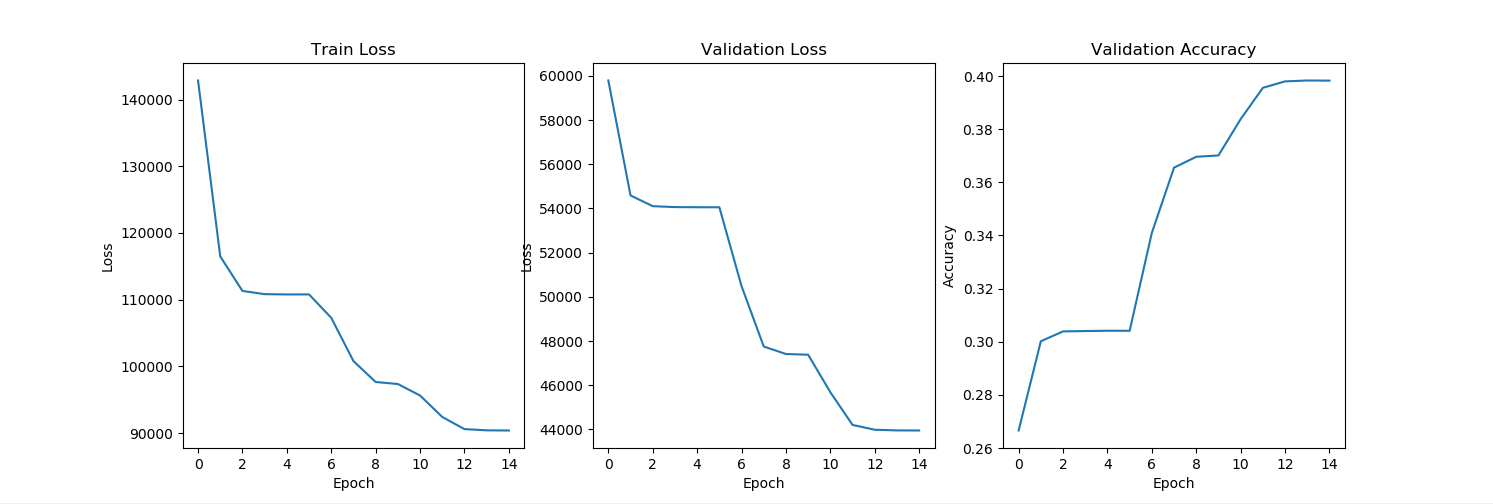 Train Loss
140000
130000
120000
110000
100000
90000
Loss
0 2 4 6 8 10 12 14
Epoch
Validation Loss
60000
58000
56000
54000
52000
50000
48000
46000
44000
Loss
0 2 4 6 8 10 12 14
Epoch
Validation Accuracy
0.40
0.38
0.36
0.34
0.32
0.30
0.28
0.26
Accuracy
0 2 4 6 8 10 12 14
Epoch